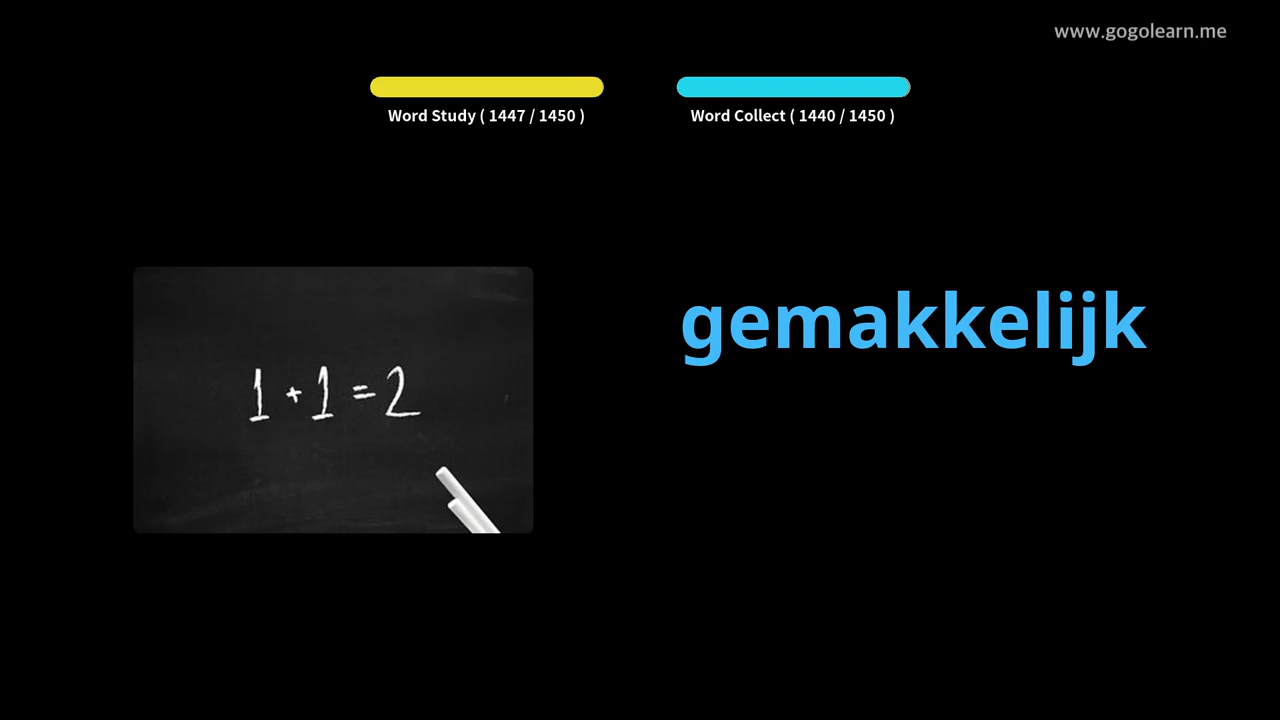 www.gogolearn.me
Word Study ( 1447 / 1450 )
Word Collect ( 1440 / 1450 )
1 + 1 = 2
gemakkelijk